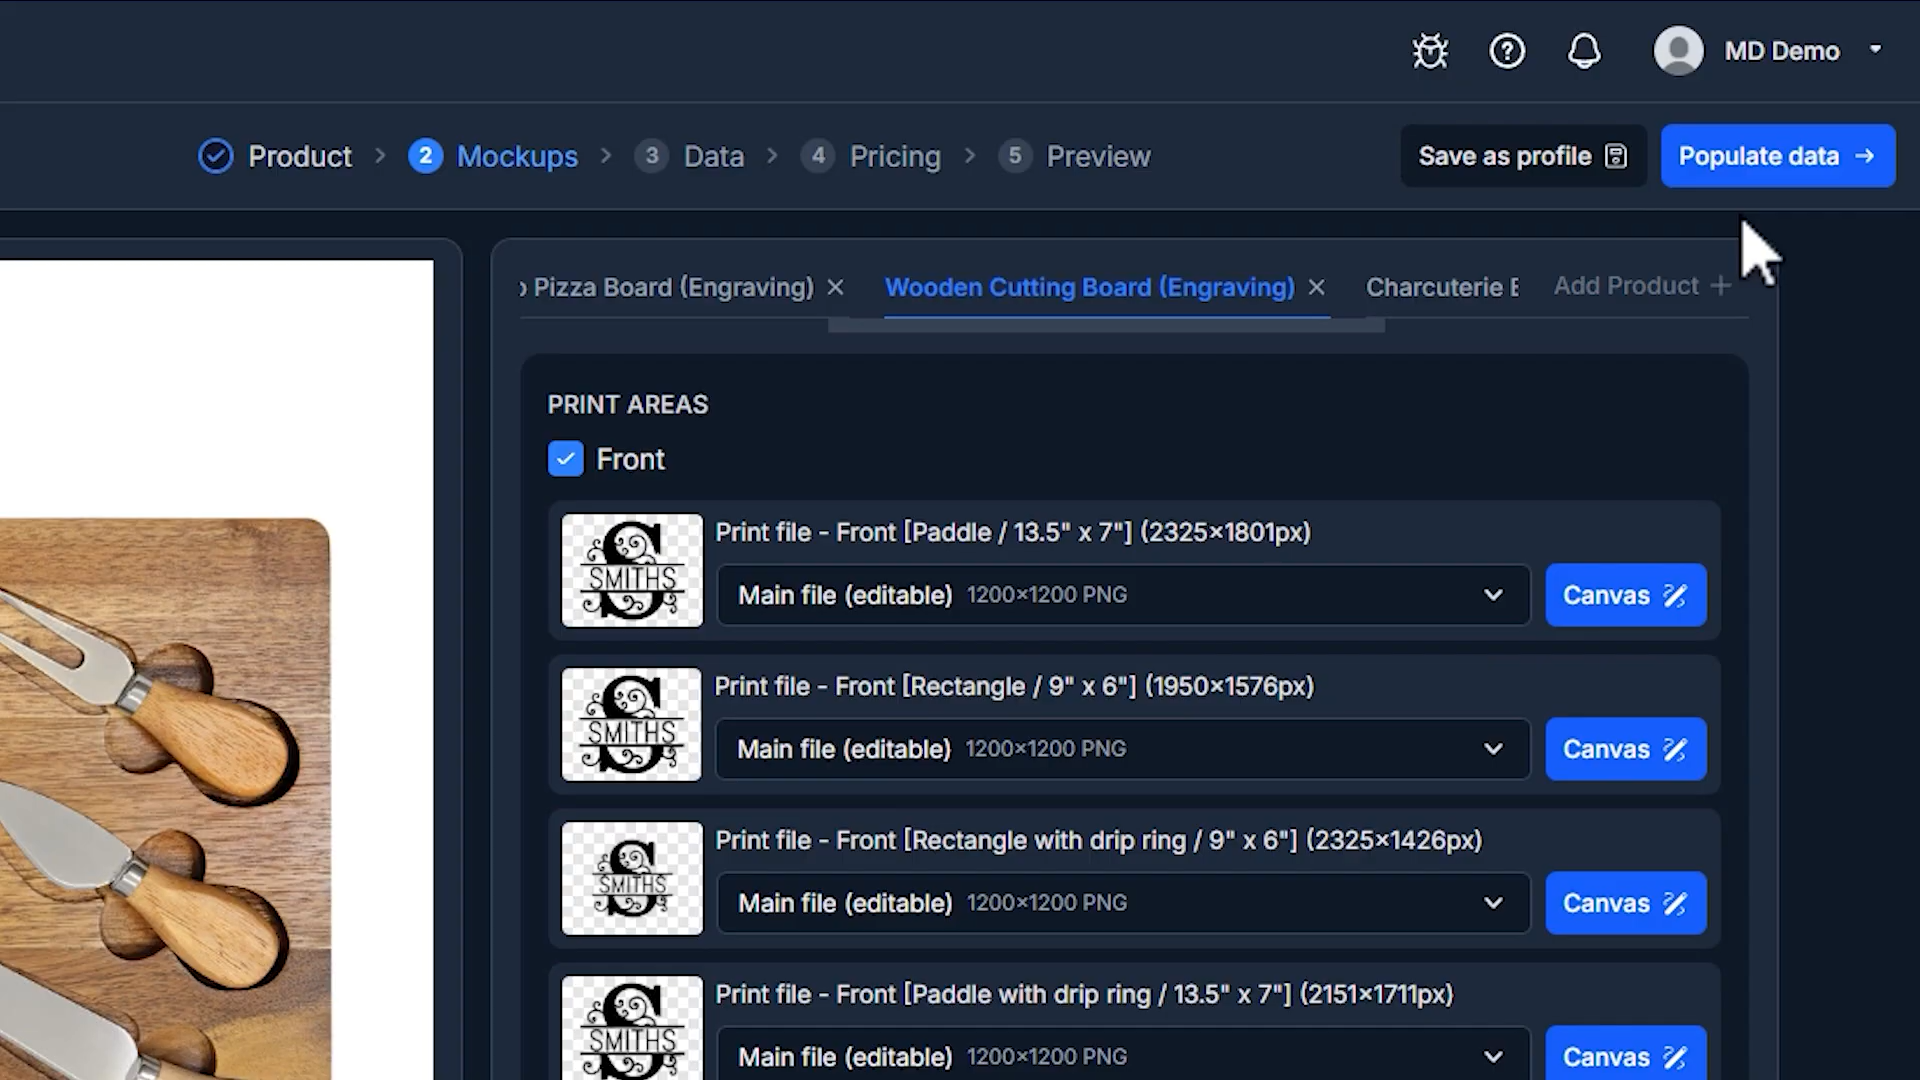 MD Demo
Product
2 Mockups
3 Data
4 Pricing
5 Preview
Save as profile
Populate data
Pizza Board (Engraving)
Wooden Cutting Board (Engraving)
Charcuterie
Add Product
PRINT AREAS
Front
S
SMITHS
Print file - Front [Paddle / 13.5" x 7"] (2325×1801px)
Main file (editable) 1200×1200 PNG
Canvas
S
SMITHS
Print file - Front [Rectangle / 9" x 6"] (1950×1576px)
Main file (editable) 1200×1200 PNG
Canvas
S
SMITHS
Print file - Front [Rectangle with drip ring / 9" x 6"] (2325×1426px)
Main file (editable) 1200×1200 PNG
Canvas
S
SMITHS
Print file - Front [Paddle with drip ring / 13.5" x 7"] (2151×1711px)
Main file (editable) 1200×1200 PNG
Canvas